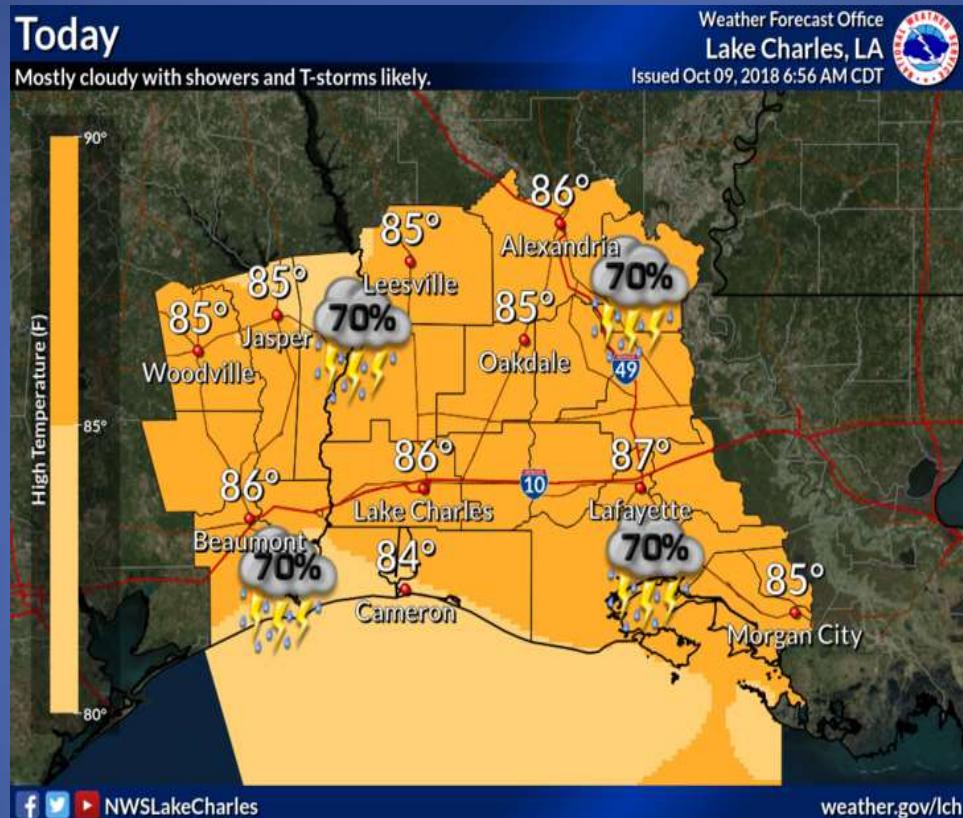 Today
Mostly cloudy with showers and T-storms likely.
Weather Forecast Office
Lake Charles, LA
Issued Oct 09, 2018 6:56 AM CDT
NATIONAL WEATHER SERVICE
90°
85°
80°
High Temperature (F)
86°
Alexandria
70%
85°
Leesville
85°
Jasper
70%
85°
Woodville
85°
Oakdale
49
86°
Beaumont
70%
86°
Lake Charles
10
87°
Lafayette
70%
84°
Cameron
85°
Morgan City
NWSLakeCharles
weather.gov/lch